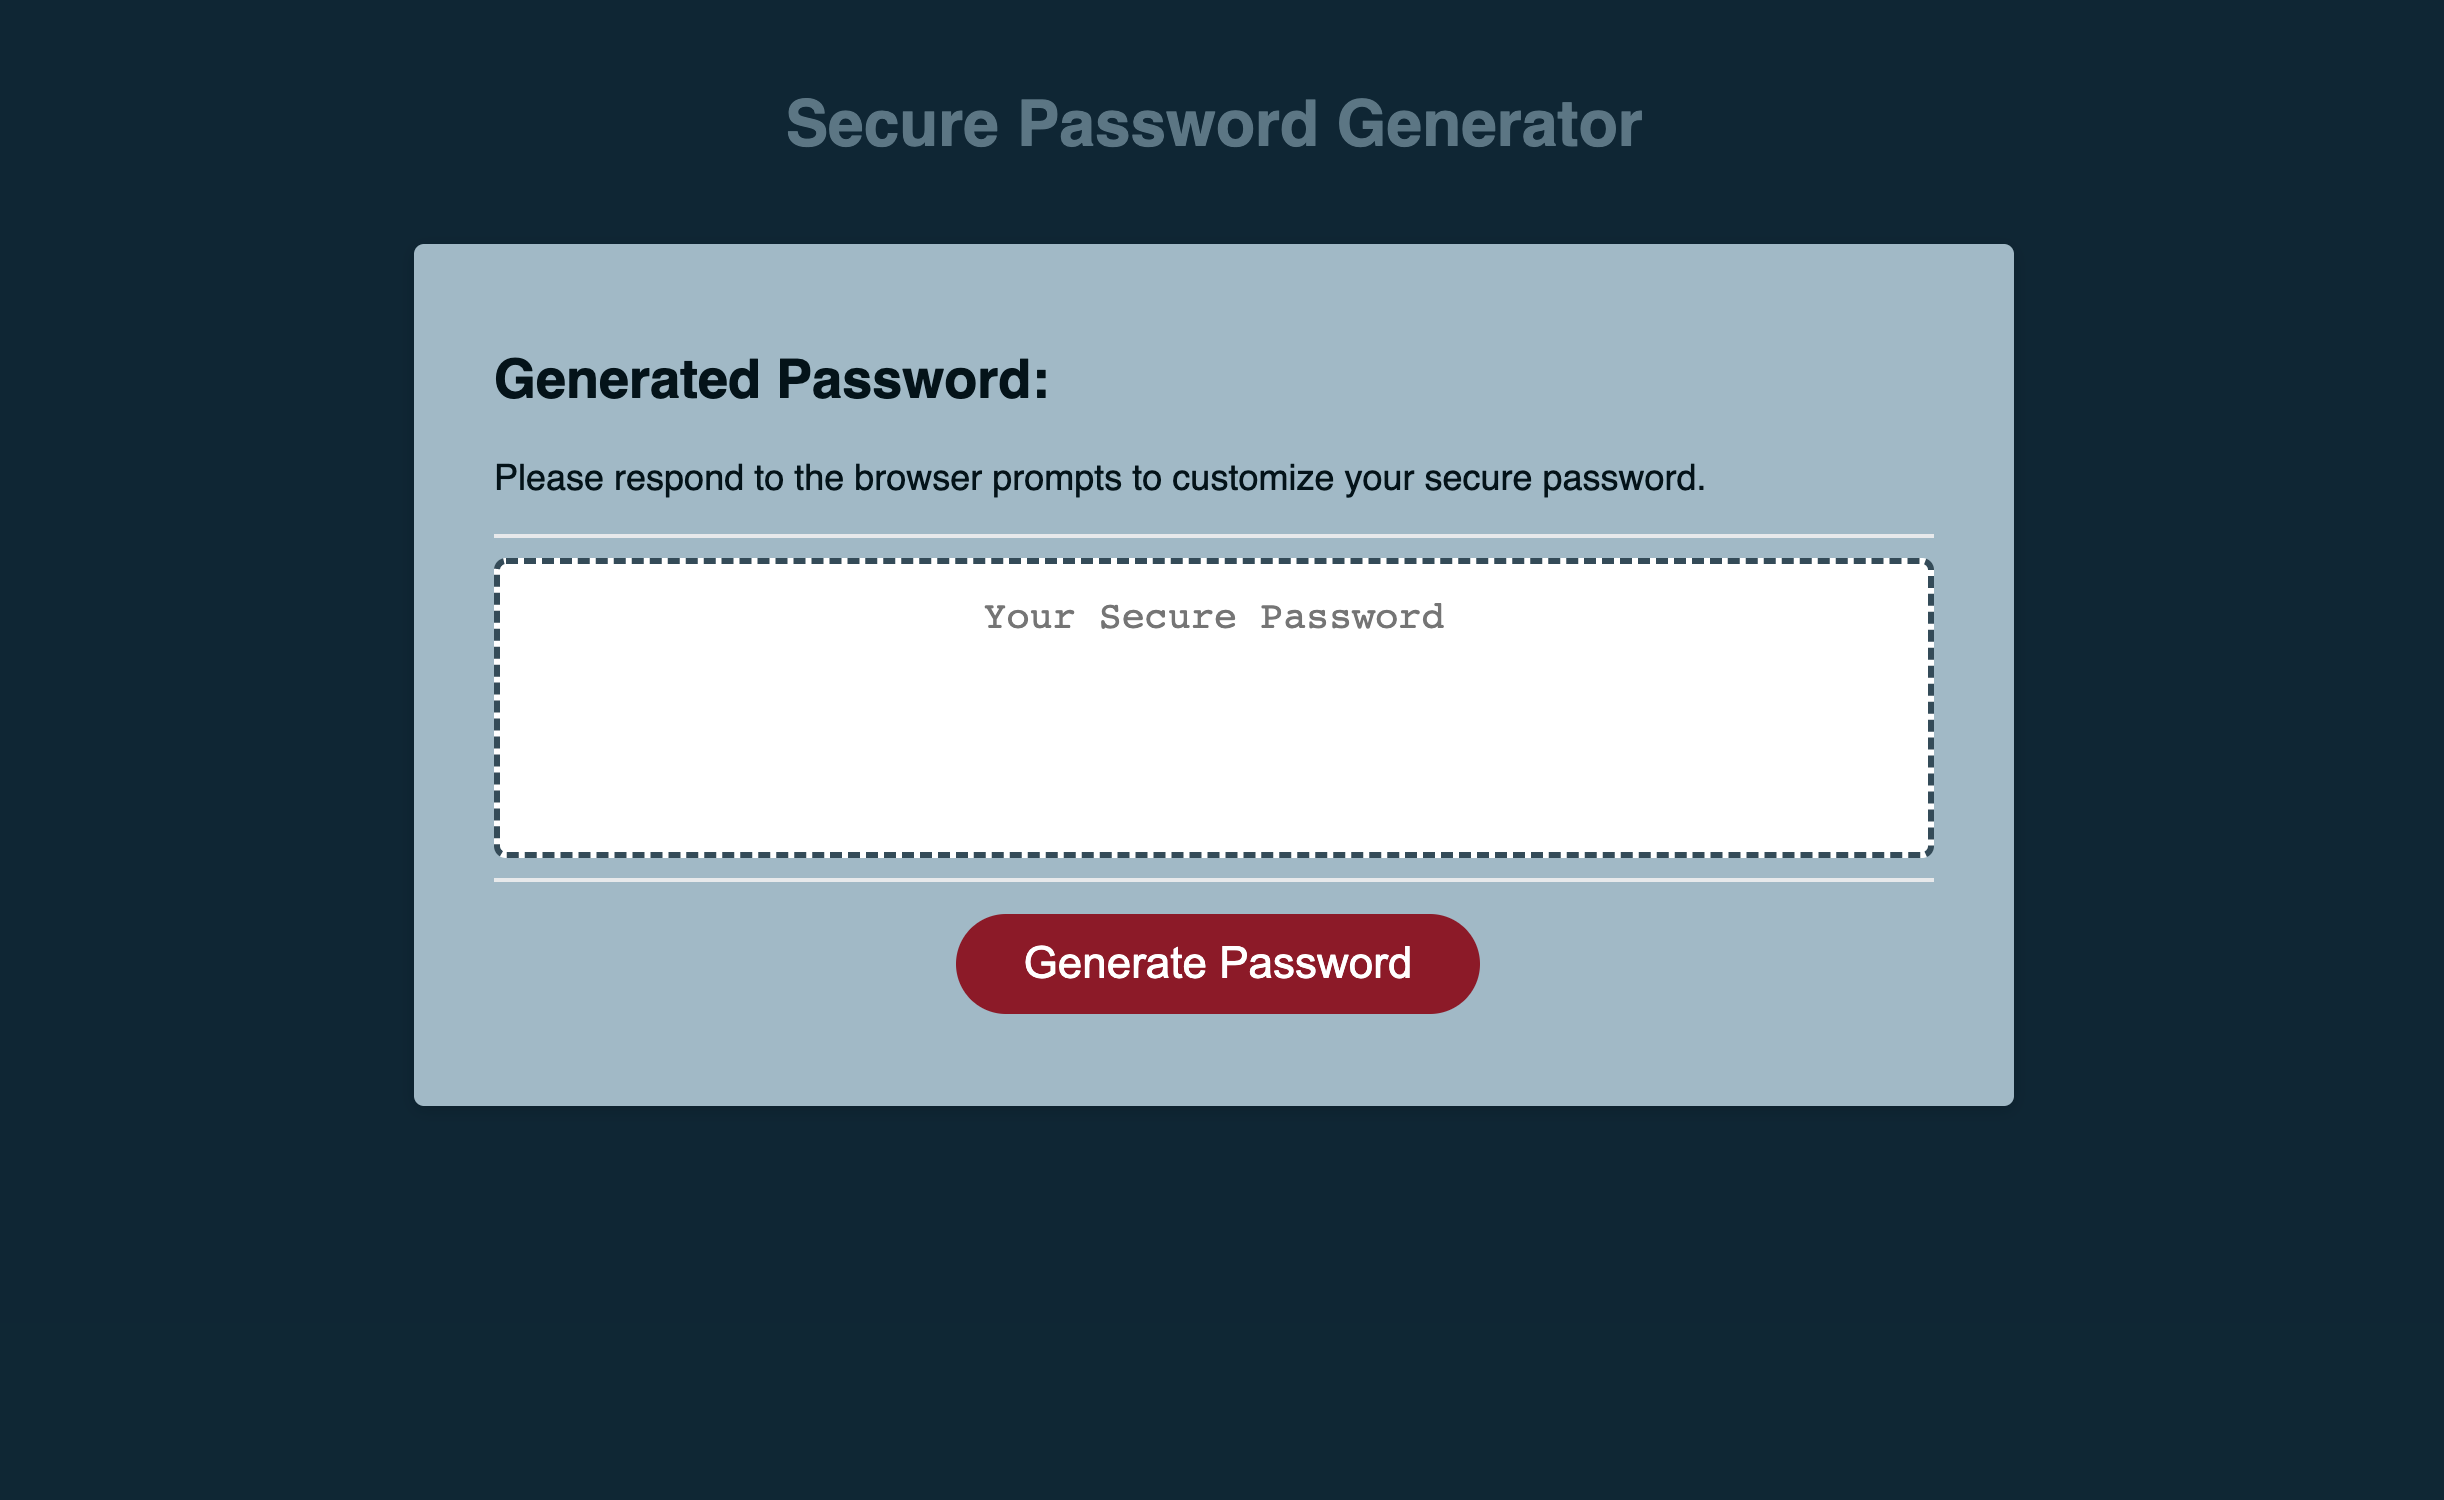 Secure Password Generator
Generated Password:
Please respond to the browser prompts to customize your secure password.
Your Secure Password
Generate Password